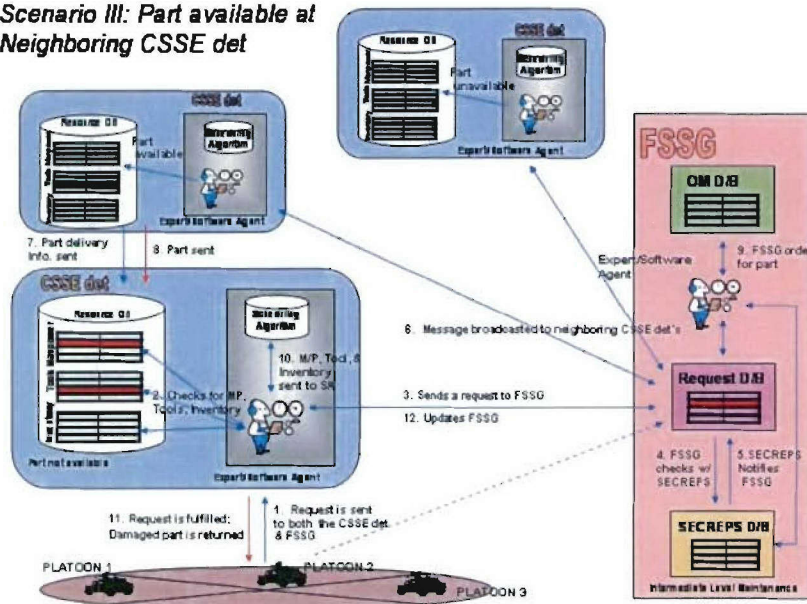 Scenario III: Part available at
Neighboring CSSE det
CSSE det
Resource DB
Part
unavailable
Algorithm
Expert/Software Agent
CSSE det
Resource DB
Part
available
Algorithm
Expert/Software Agent
7. Part delivery
Info. sent
8. Part sent
CSSE det
Resource DB
Inventory
Algorithm
2. Checks for MP,
Tools, Inventory
10. M/P, Tool, &
Inventory
sent to SA
Part not available
Expert/Software Agent
6. Message broadcasted to neighboring CSSE det's
3. Sends a request to FSSG
12. Updates FSSG
11. Request is fulfilled;
Damaged part is returned
1. Request is sent
to both the CSSE det.
& FSSG
PLATOON 1
PLATOON 2
PLATOON 3
FSSG
OM D/B
Expert/Software
Agent
9. FSSG orde
for part
Request D/B
4. FSSG
checks w/
SECREPS
5. SECREPS
Notifies
FSSG
SECREPS D/B
Intermediate Level Maintenance